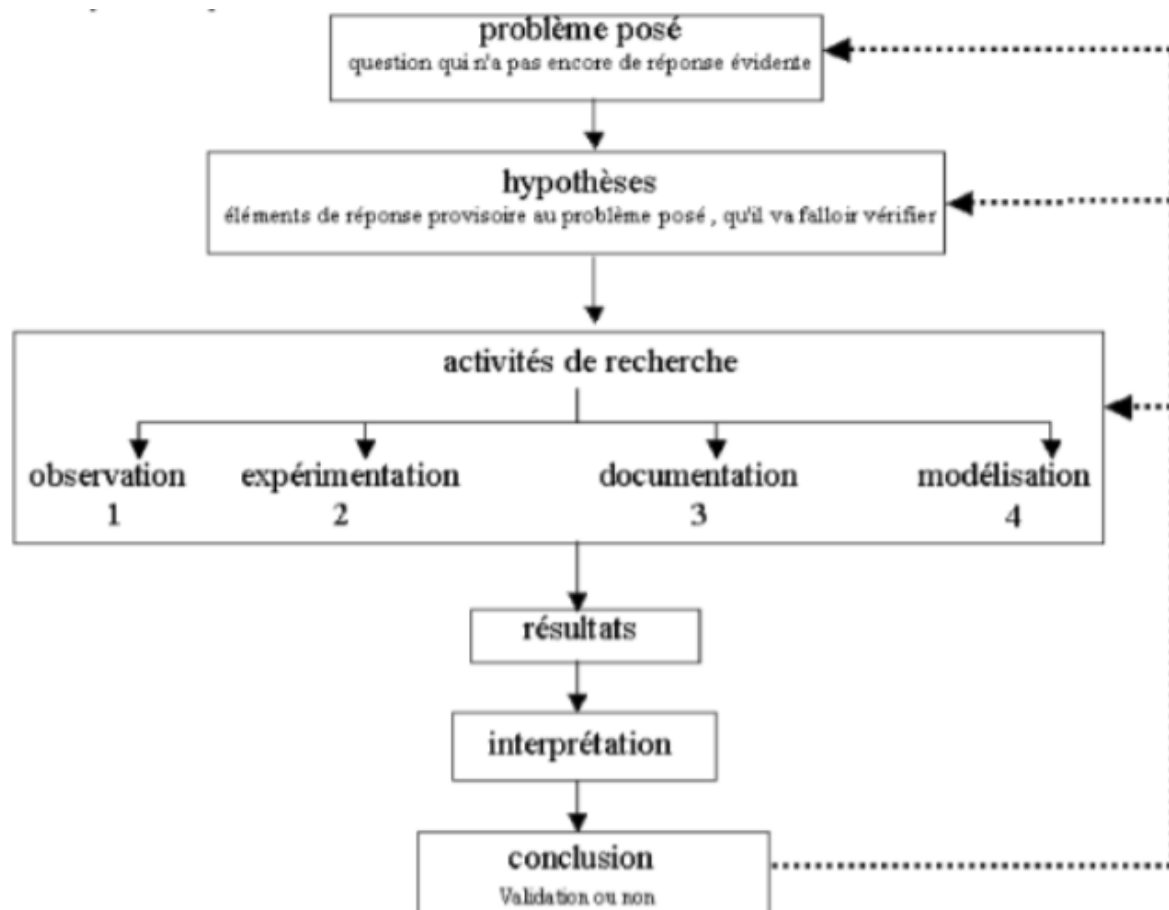 problème posé
question qui n'a pas encore de réponse évidente
hypothèses
éléments de réponse provisoire au problème posé , qu'il va falloir vérifier
activités de recherche
observation expérimentation documentation modélisation
1 2 3 4
résultats
interprétation
conclusion
Validation ou non